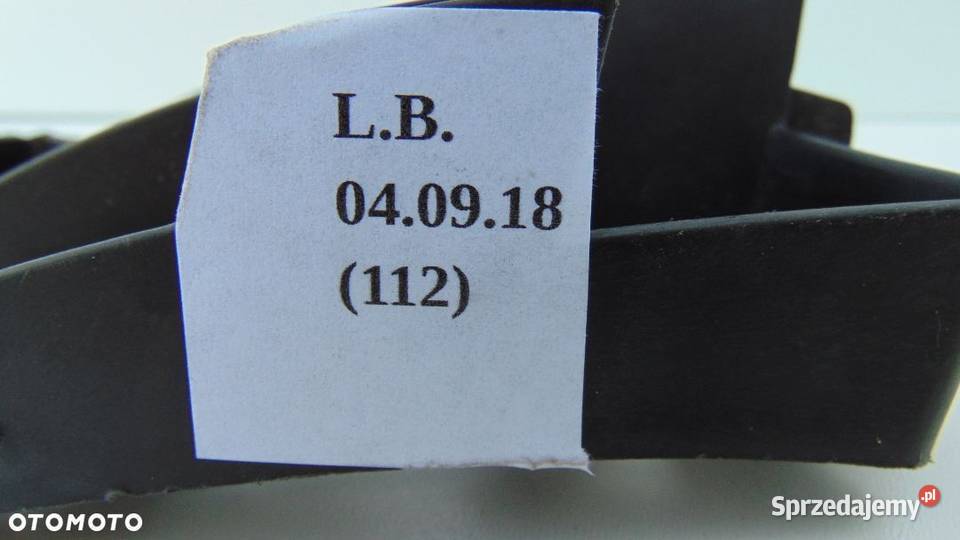 L.B.
04.09.18
(112)
OTOMOTO
Sprzedajemy.pl